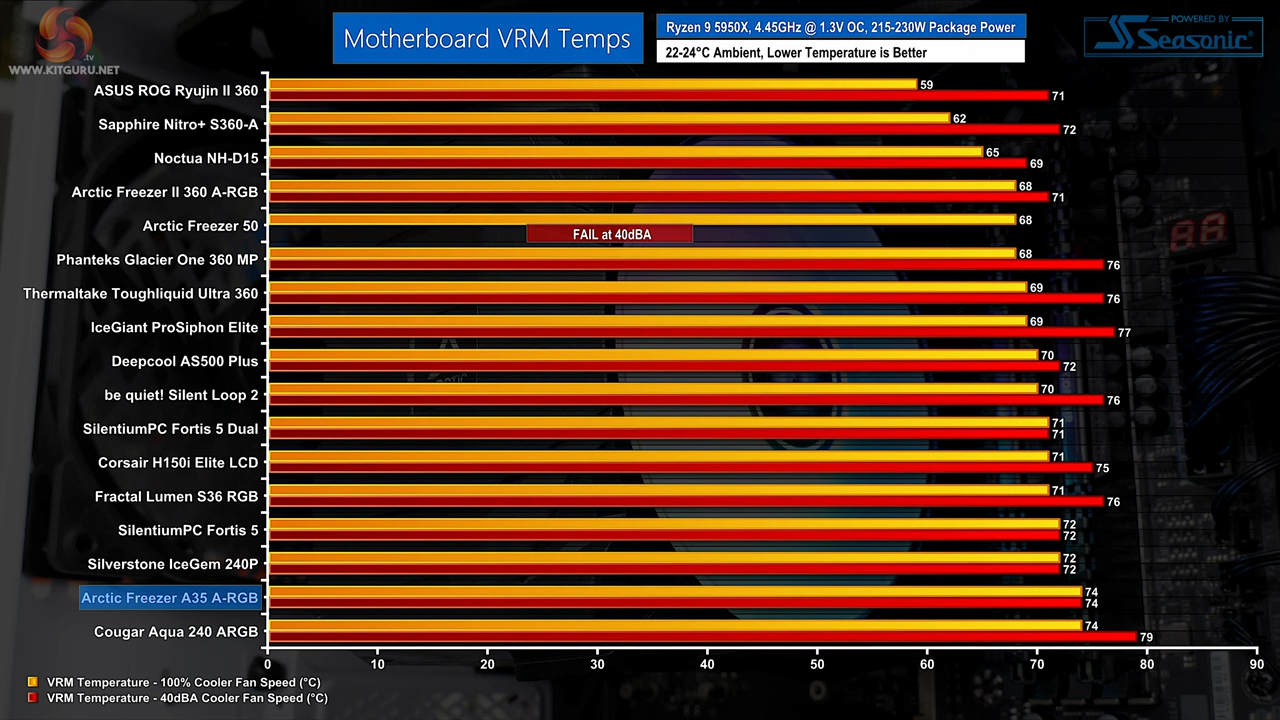 WWW.KITGURU.NET
.tv
Motherboard VRM Temps
Ryzen 9 5950X, 4.45GHz @ 1.3V OC, 215-230W Package Power
22-24°C Ambient, Lower Temperature is Better
POWERED BY
Seasonic
ASUS ROG Ryujin II 360
59
71
Sapphire Nitro+ S360-A
62
72
Noctua NH-D15
65
69
Arctic Freezer II 360 A-RGB
68
71
Arctic Freezer 50
68
FAIL at 40dBA
Phanteks Glacier One 360 MP
68
76
Thermaltake Toughliquid Ultra 360
69
76
IceGiant ProSiphon Elite
69
77
Deepcool AS500 Plus
70
72
be quiet! Silent Loop 2
70
76
SilentiumPC Fortis 5 Dual
71
71
Corsair H150i Elite LCD
71
75
Fractal Lumen S36 RGB
71
76
SilentiumPC Fortis 5
72
72
Silverstone IceGem 240P
72
72
Arctic Freezer A35 A-RGB
74
74
Cougar Aqua 240 ARGB
74
79
0 10 20 30 40 50 60 70 80 90
VRM Temperature - 100% Cooler Fan Speed (°C)
VRM Temperature - 40dBA Cooler Fan Speed (°C)